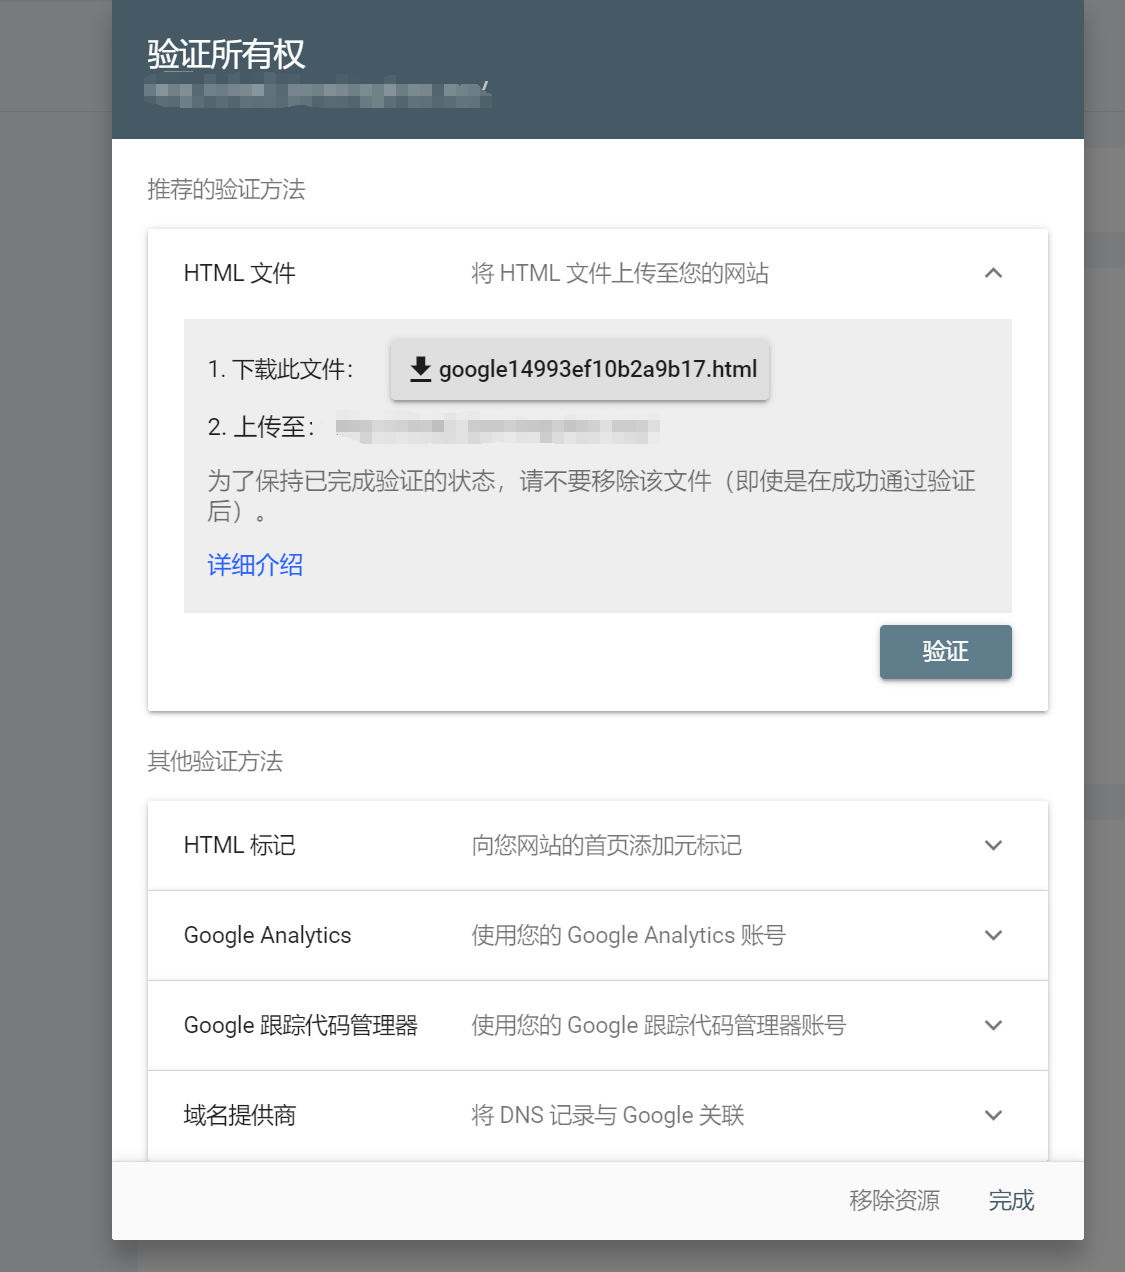 验证所有权
推荐的验证方法
HTML 文件 将 HTML 文件上传至您的网站
1. 下载此文件： google14993ef10b2a9b17.html
2. 上传至：
为了保持已完成验证的状态，请不要移除该文件（即使是在成功通过验证
后）。
详细介绍
验证
其他验证方法
HTML 标记 向您网站的首页添加元标记
Google Analytics 使用您的 Google Analytics 账号
Google 跟踪代码管理器 使用您的 Google 跟踪代码管理器账号
域名提供商 将 DNS 记录与 Google 关联
移除资源 完成